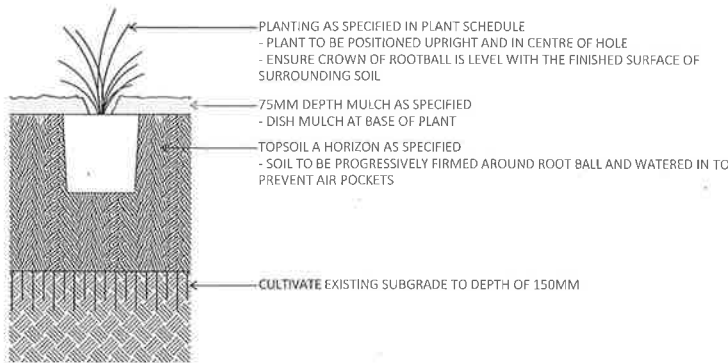 PLANTING AS SPECIFIED IN PLANT SCHEDULE
- PLANT TO BE POSITIONED UPRIGHT AND IN CENTRE OF HOLE
- ENSURE CROWN OF ROOTBALL IS LEVEL WITH THE FINISHED SURFACE OF
SURROUNDING SOIL
75MM DEPTH MULCH AS SPECIFIED
- DISH MULCH AT BASE OF PLANT
TOPSOIL A HORIZON AS SPECIFIED
- SOIL TO BE PROGRESSIVELY FIRMED AROUND ROOT BALL AND WATERED IN TO
PREVENT AIR POCKETS
CULTIVATE EXISTING SUBGRADE TO DEPTH OF 150MM